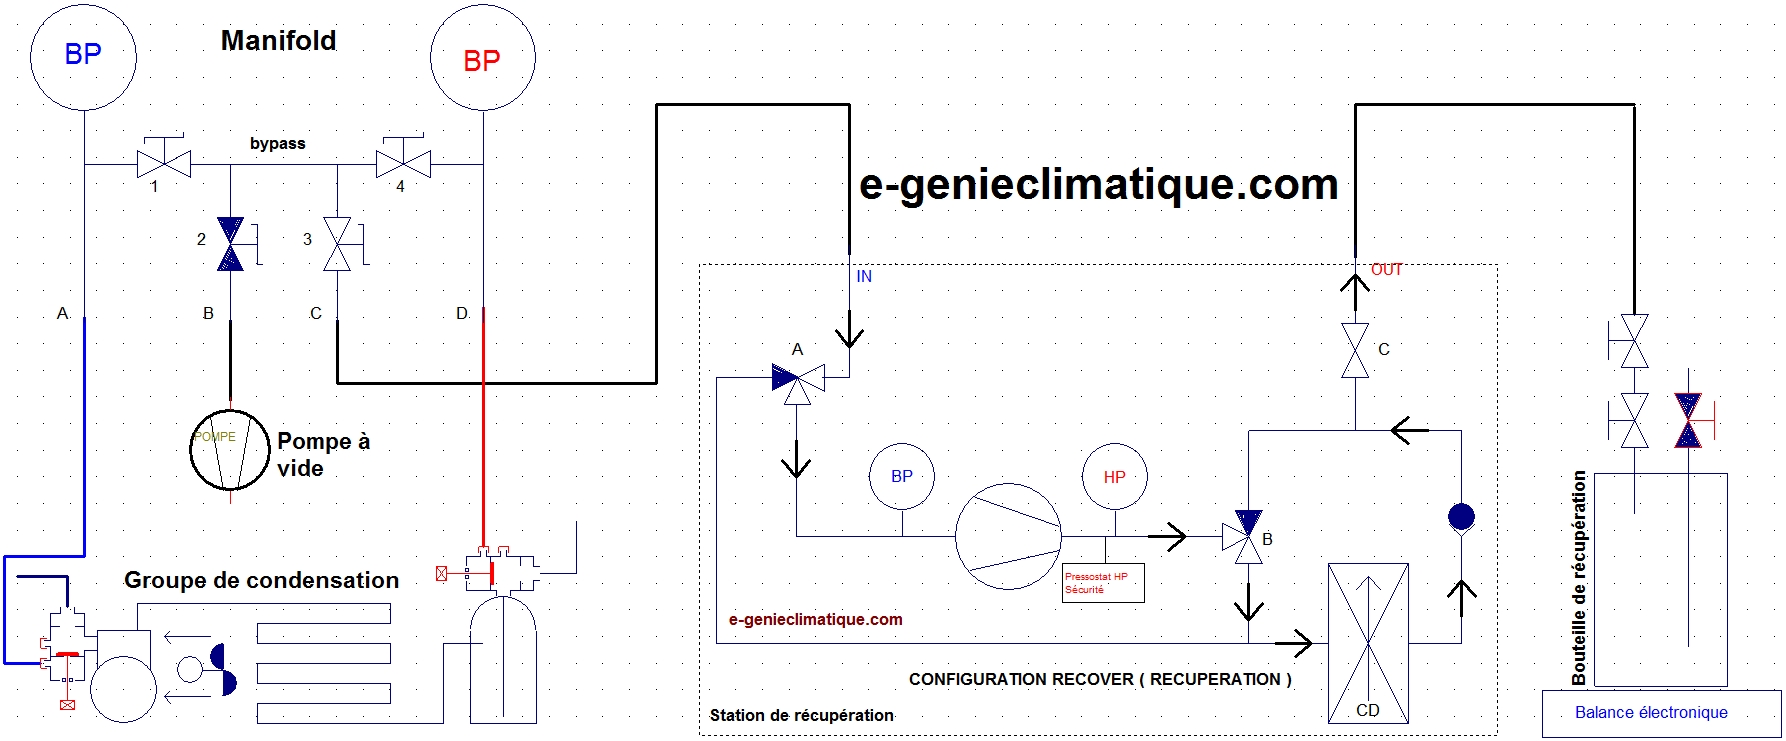 BP
Manifold
BP
bypass
1
4
e-genieclimatique.com
2
3
IN
OUT
A
B
C
D
A
C
POMPE
Pompe à
vide
BP
HP
B
Pressostat HP
Sécurité
Groupe de condensation
e-genieclimatique.com
Bouteille de récupération
CONFIGURATION RECOVER ( RECUPERATION )
CD
Station de récupération
Balance électronique